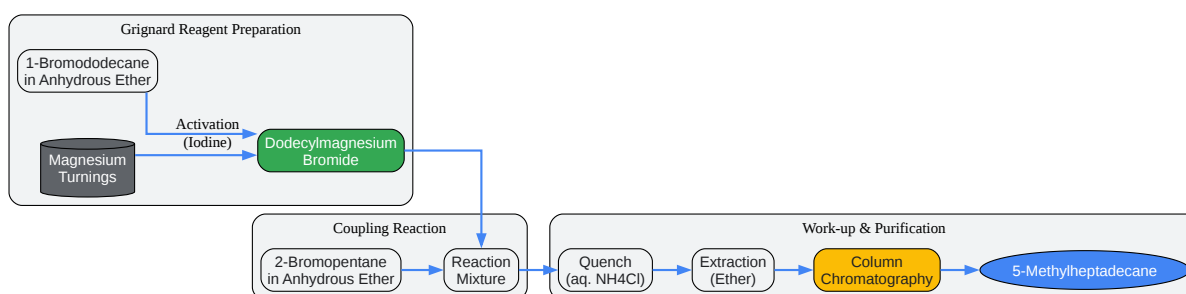 Grignard Reagent Preparation
1-Bromododecane
in Anhydrous Ether
Activation
(Iodine)
Magnesium
Turnings
Dodecylmagnesium
Bromide
Coupling Reaction
2-Bromopentane
in Anhydrous Ether
Reaction
Mixture
Work-up & Purification
Quench
(aq. NH4Cl)
Extraction
(Ether)
Column
Chromatography
5-Methylheptadecane